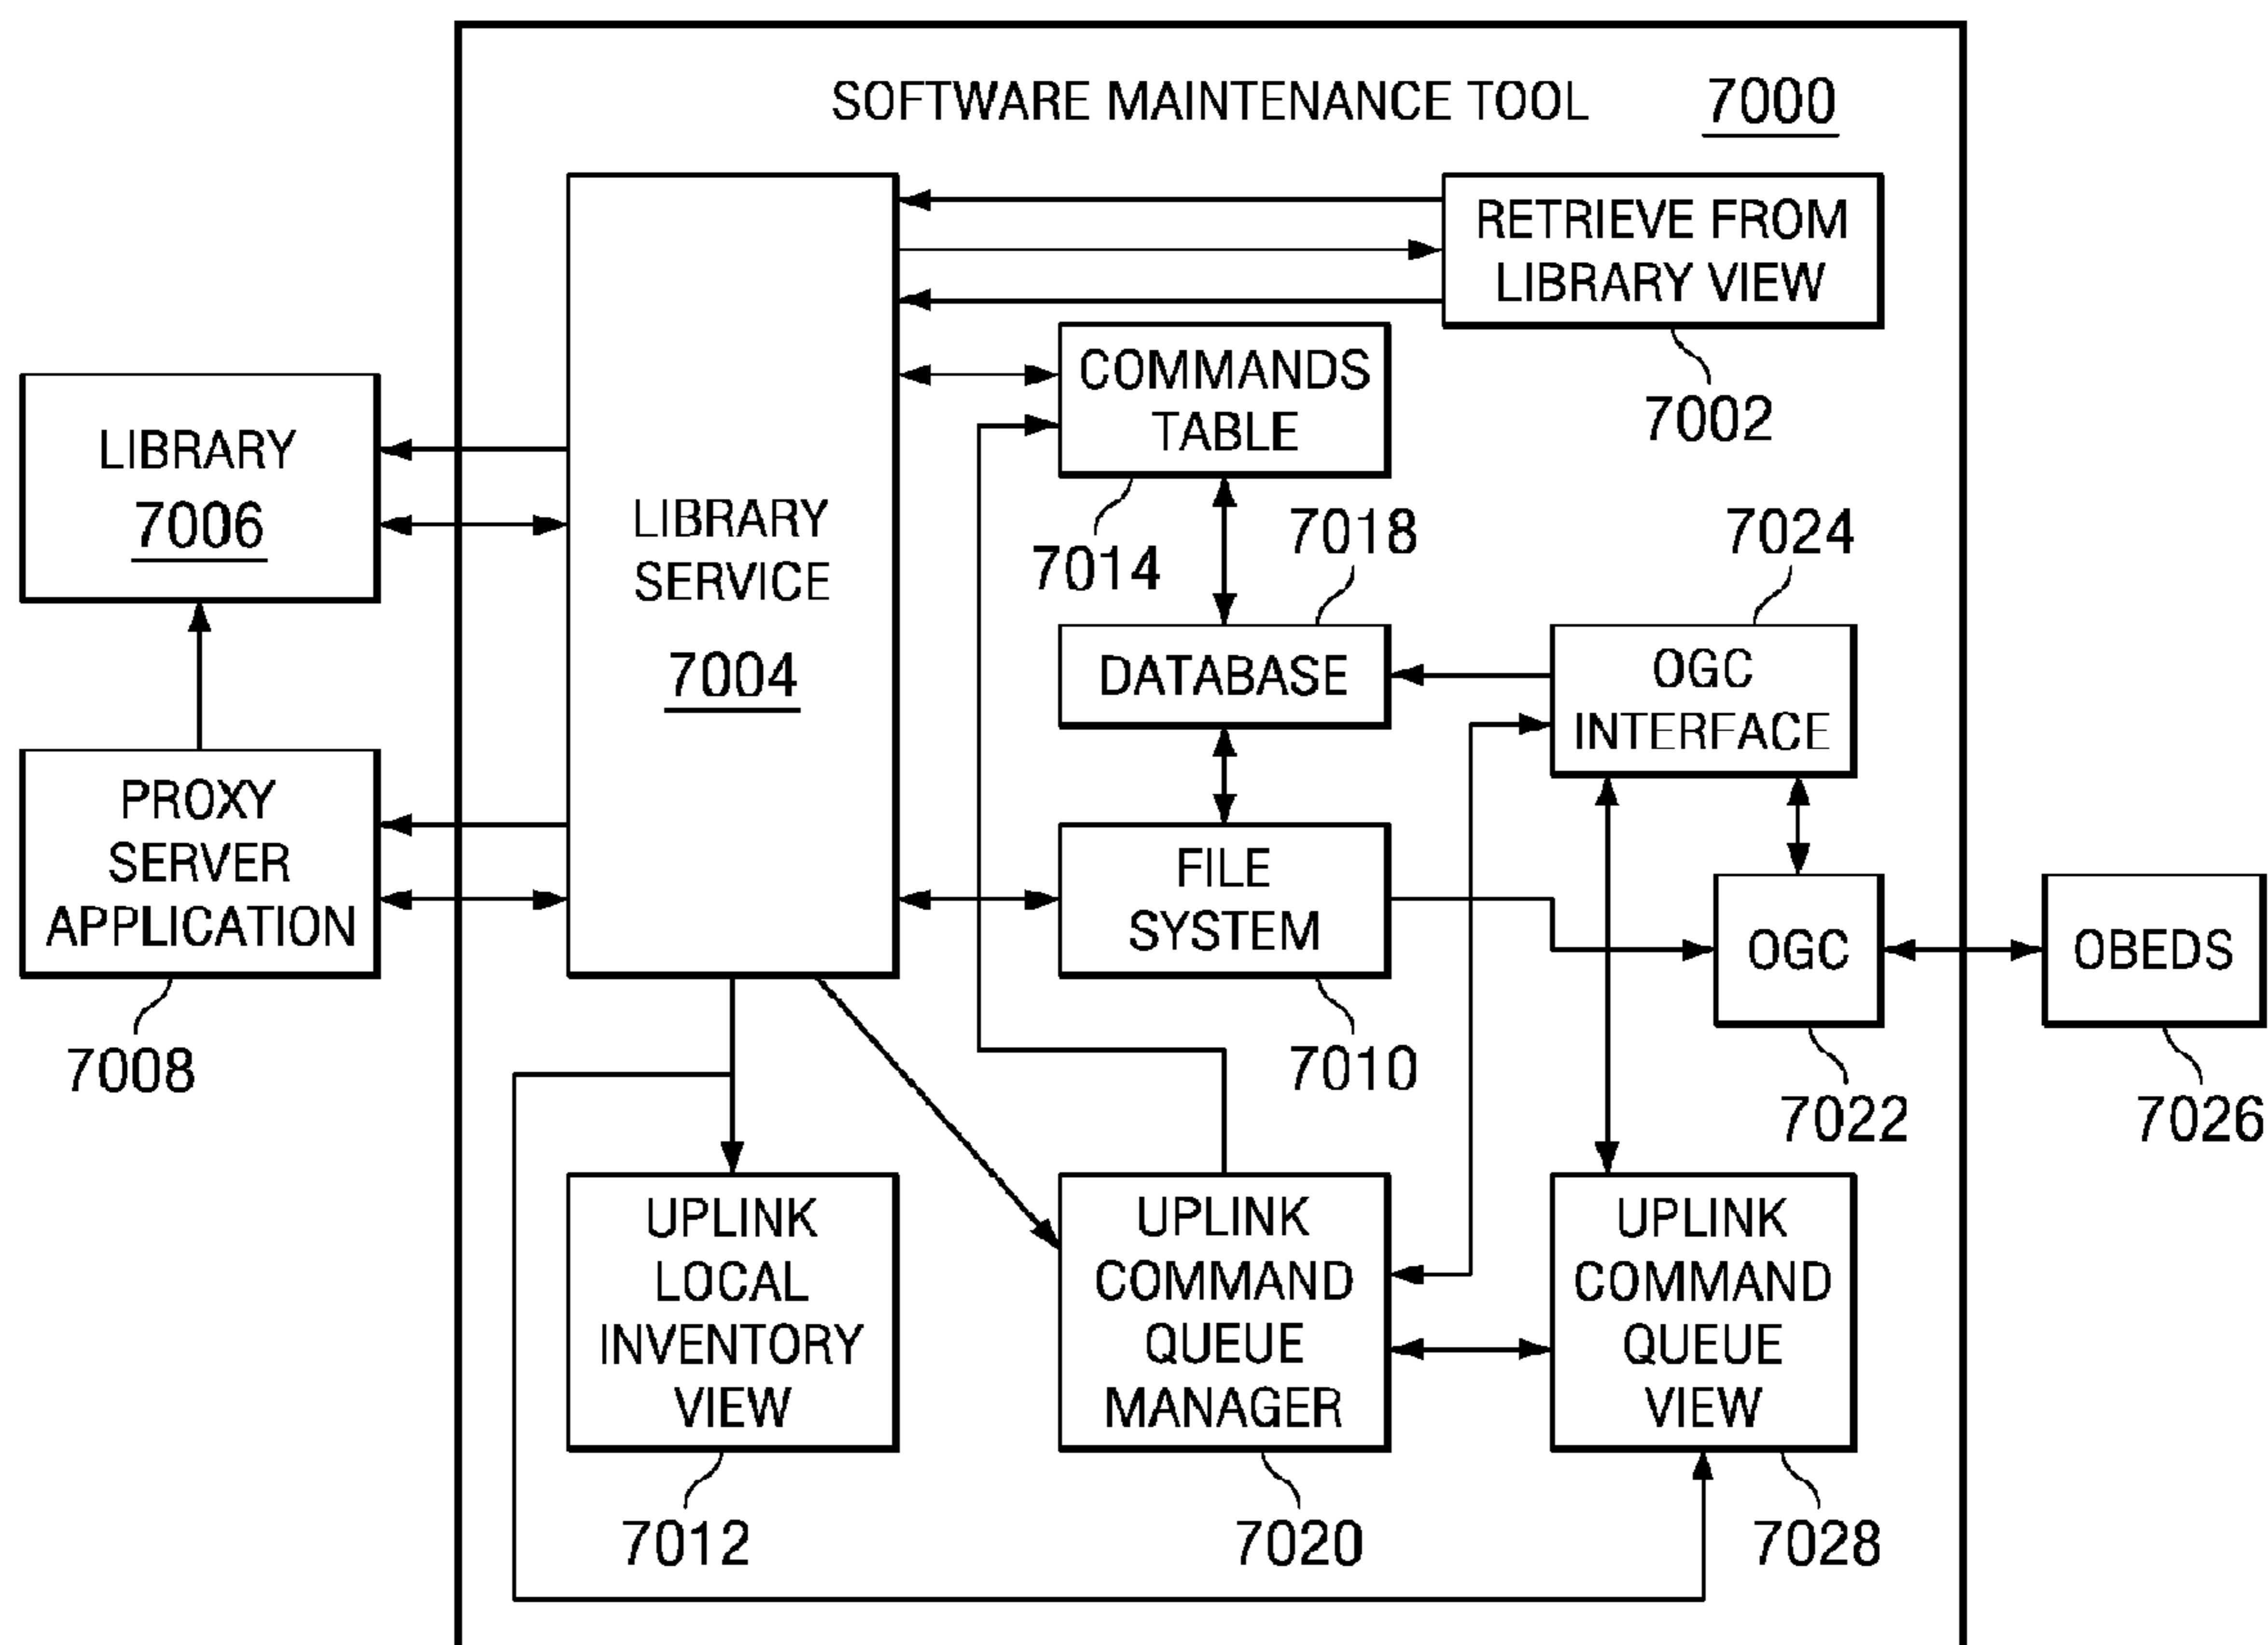 SOFTWARE MAINTENANCE TOOL 7000
RETRIEVE FROM
LIBRARY VIEW
7002
COMMANDS
TABLE
7014
LIBRARY
7006
LIBRARY
SERVICE
7004
7018
DATABASE
7024
OGC
INTERFACE
PROXY
SERVER
APPLICATION
7008
FILE
SYSTEM
7010
OGC
7022
OBEDS
7026
UPLINK
LOCAL
INVENTORY
VIEW
7012
UPLINK
COMMAND
QUEUE
MANAGER
7020
UPLINK
COMMAND
QUEUE
VIEW
7028